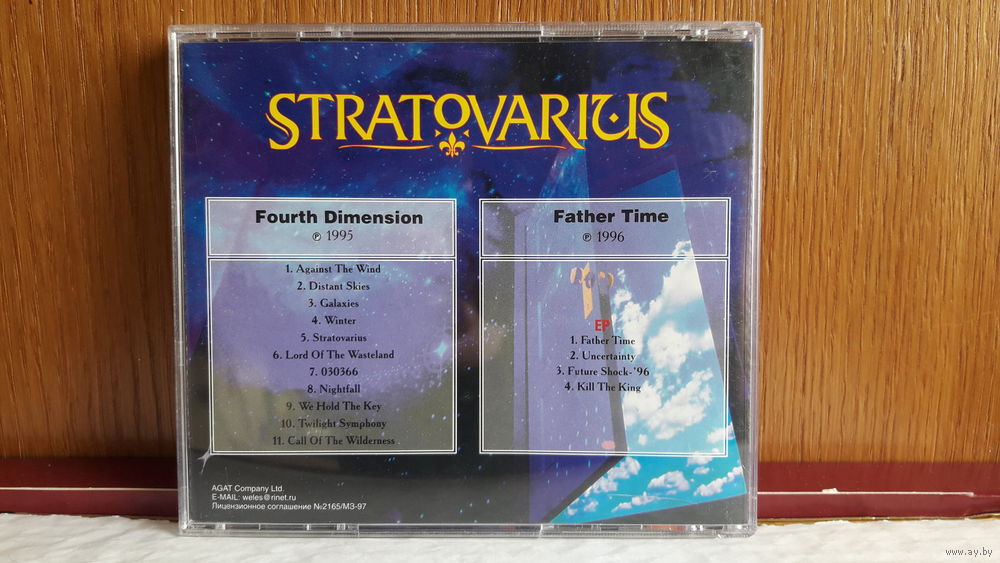 STRATOVARIUS
Fourth Dimension
℗ 1995
1. Against The Wind
2. Distant Skies
3. Galaxies
4. Winter
5. Stratovarius
6. Lord Of The Wasteland
7. 030366
8. Nightfall
9. We Hold The Key
10. Twilight Symphony
11. Call Of The Wilderness
Father Time
℗ 1996
EP
1. Father Time
2. Uncertainty
3. Future Shock-'96
4. Kill The King
AGAT Company Ltd.
E-MAIL: weles@rinet.ru
Лицензионное соглашение №2165/МЗ-97
www.ay.by